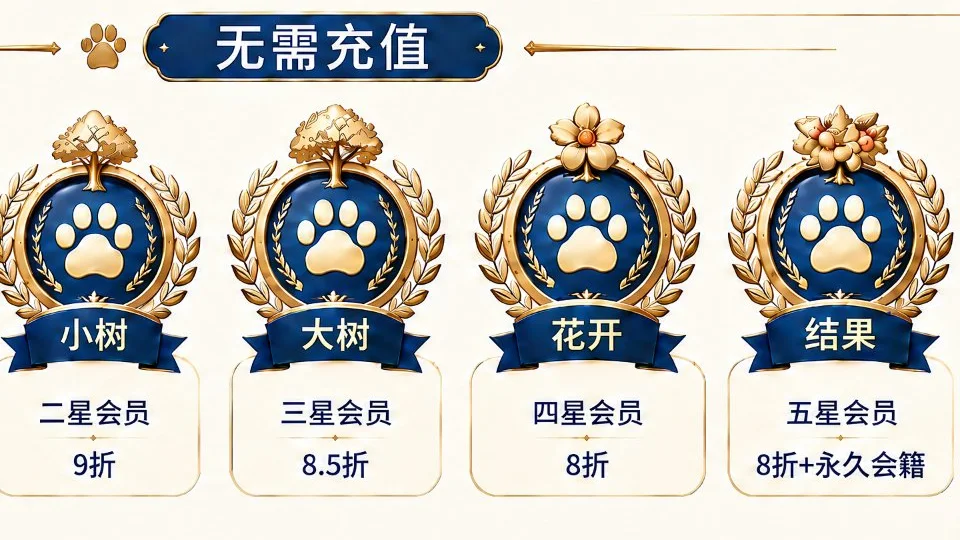 无需充值
小树
大树
花开
结果
二星会员
三星会员
四星会员
五星会员
9折
8.5折
8折
8折+永久会籍